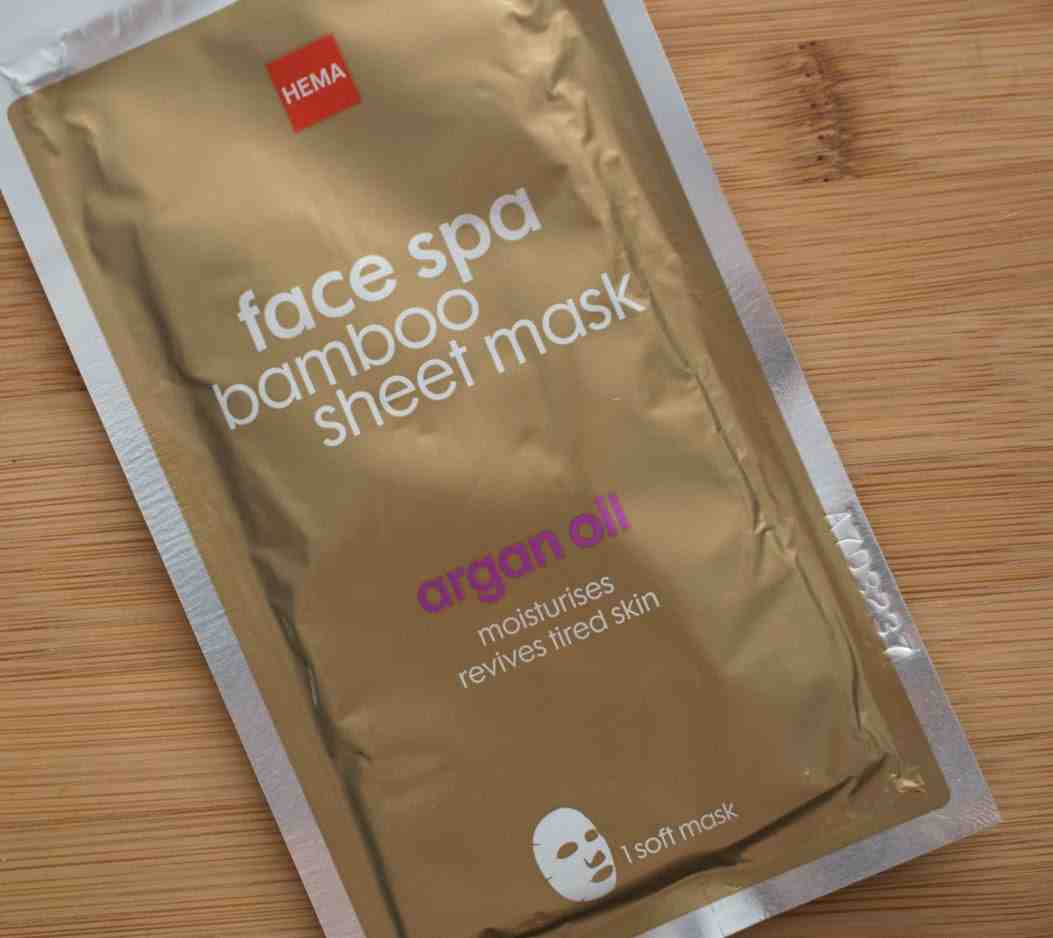 HEMA
face spa
bamboo
sheet mask
argan oil
moisturises
revives tired skin
1 soft mask